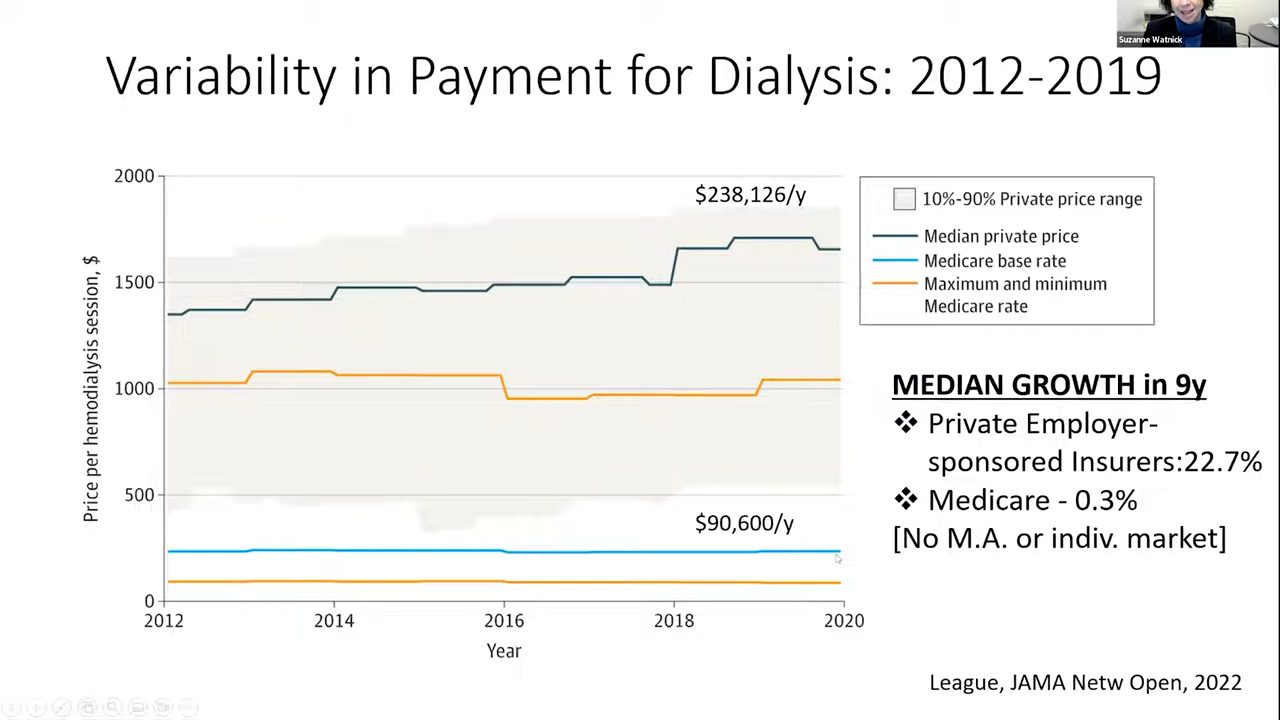 Suzanne Watnick
Variability in Payment for Dialysis: 2012-2019
Price per hemodialysis session, $
2000
1500
1000
500
0
2012
2014
2016
2018
2020
Year
$238,126/y
$90,600/y
10%-90% Private price range
Median private price
Medicare base rate
Maximum and minimum
Medicare rate
MEDIAN GROWTH in 9y
❖ Private Employer-
sponsored Insurers:22.7%
❖ Medicare - 0.3%
[No M.A. or indiv. market]
League, JAMA Netw Open, 2022